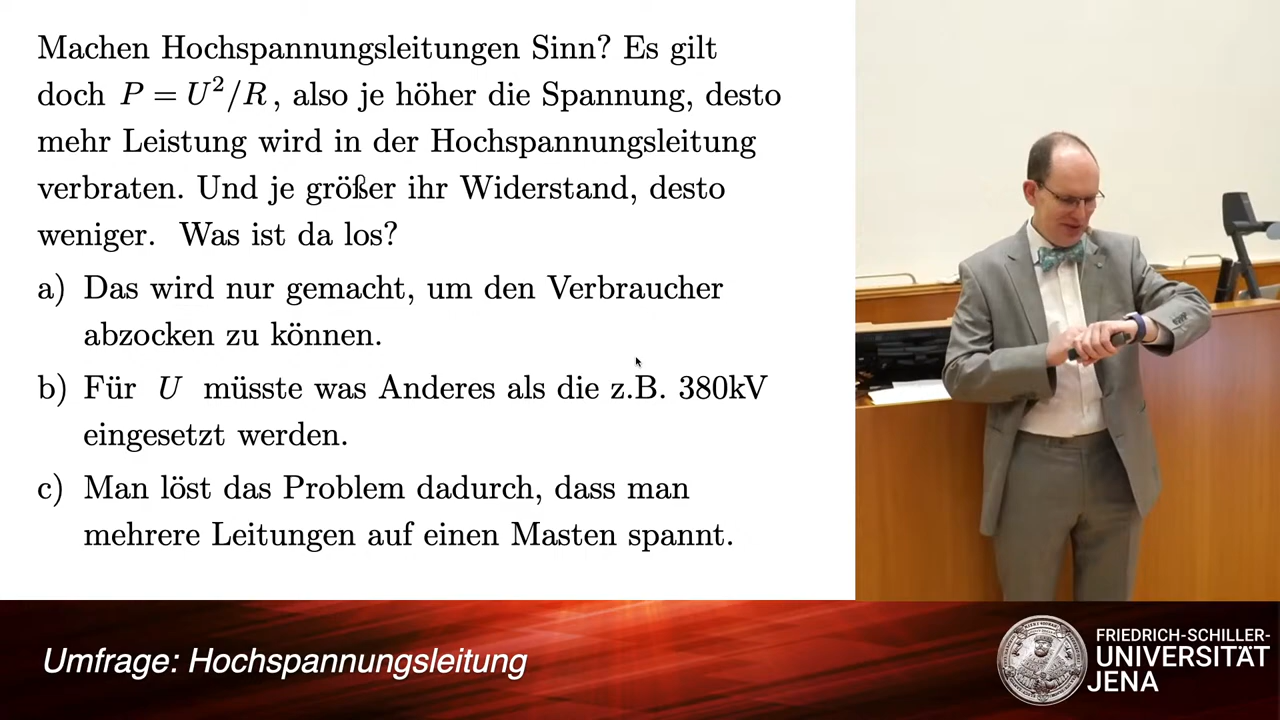 Machen Hochspannungsleitungen Sinn? Es gilt
doch P = U²/R, also je höher die Spannung, desto
mehr Leistung wird in der Hochspannungsleitung
verbraten. Und je größer ihr Widerstand, desto
weniger. Was ist da los?
a) Das wird nur gemacht, um den Verbraucher
abzocken zu können.
b) Für U müsste was Anderes als die z.B. 380kV
eingesetzt werden.
c) Man löst das Problem dadurch, dass man
mehrere Leitungen auf einen Masten spannt.
Umfrage: Hochspannungsleitung
FRIEDRICH-SCHILLER-
UNIVERSITÄT
JENA